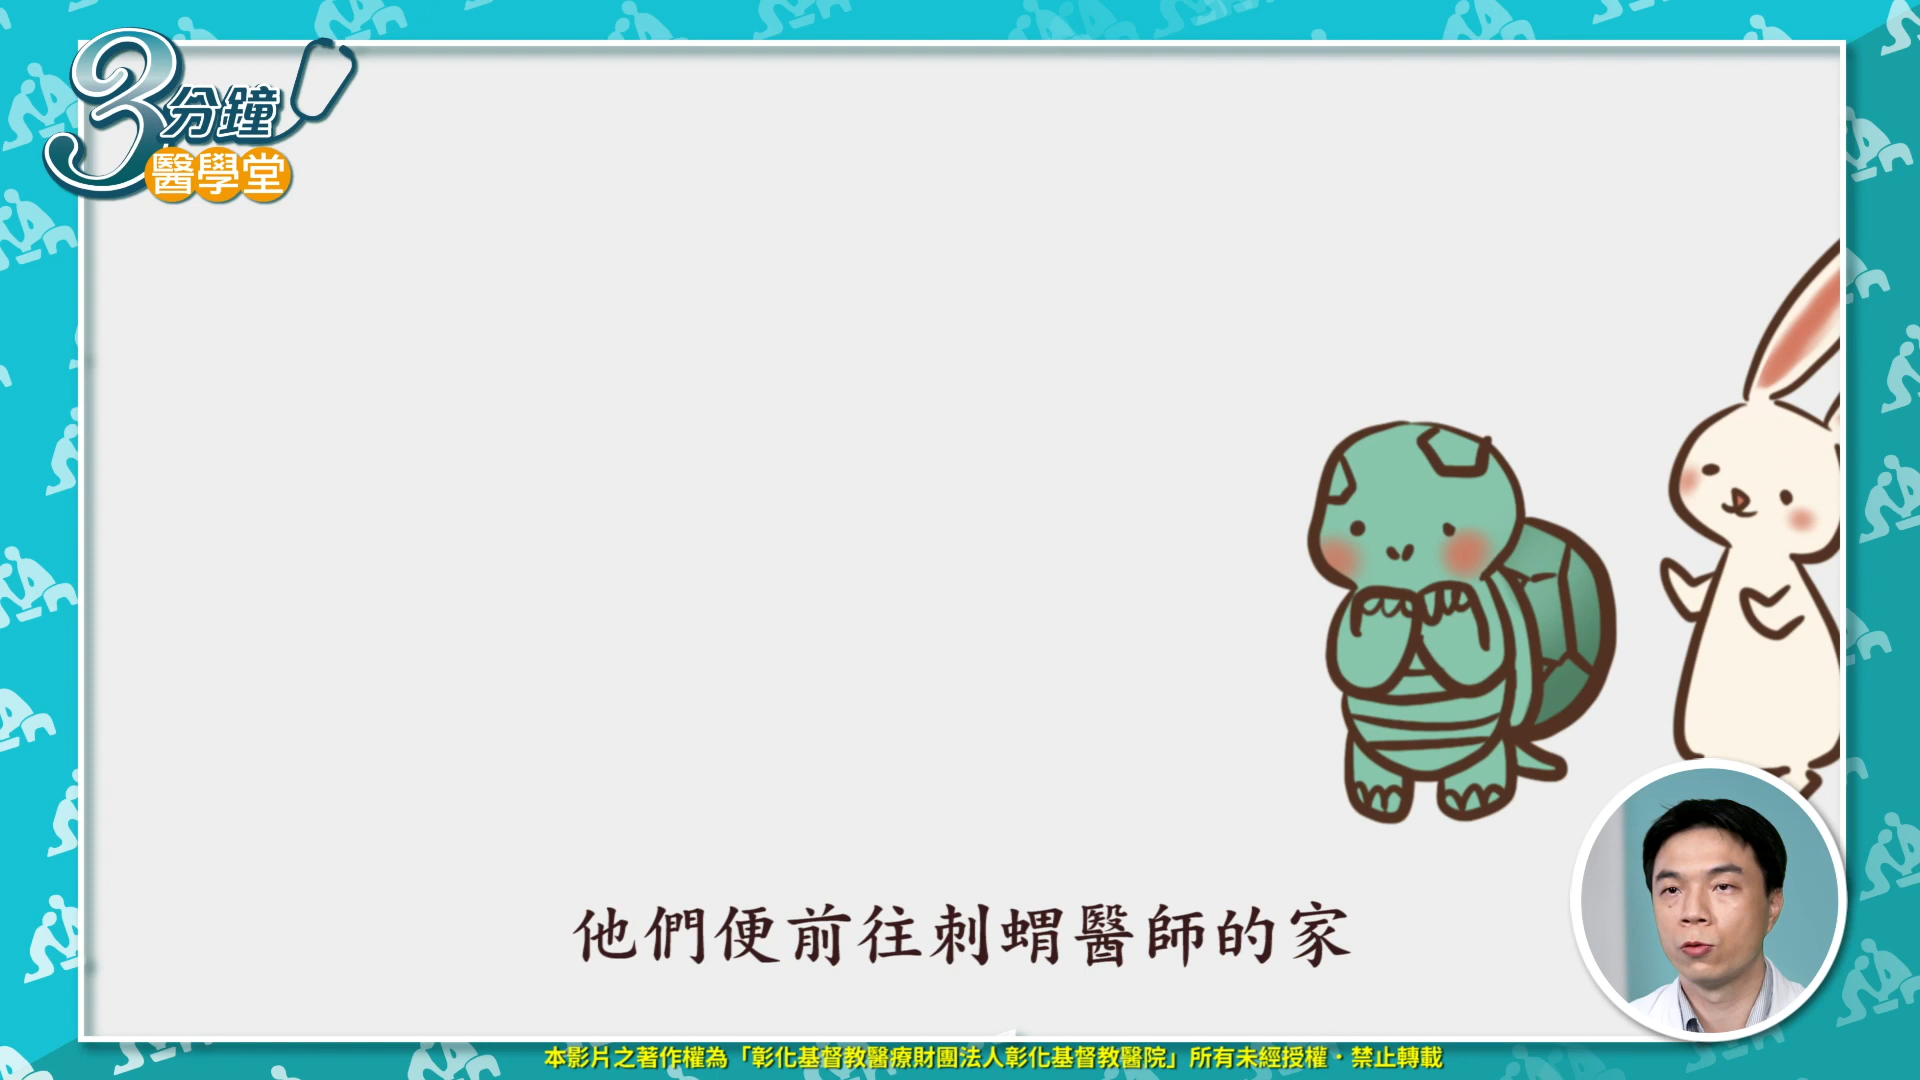 3分鐘
醫學堂
他們便前往刺蝟醫師的家
本影片之著作權為「彰化基督教醫療財團法人彰化基督教醫院」所有未經授權・禁止轉載